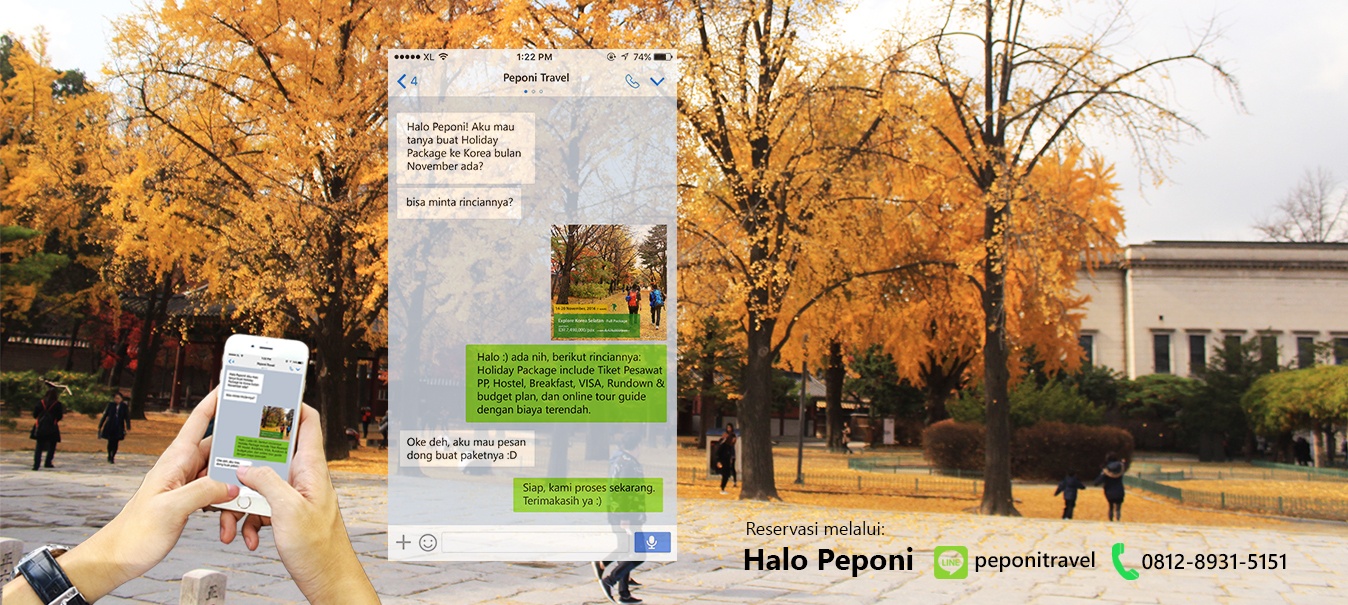 XL 1:22 PM 74%
4 Peponi Travel
Halo Peponi! Aku mau
tanya buat Holiday
Package ke Korea bulan
November ada?
bisa minta rinciannya?
Explore Korea Selatan
Halo :) ada nih, berikut rinciannya:
Holiday Package include Tiket Pesawat
PP, Hostel, Breakfast, VISA, Rundown &
budget plan, dan online tour guide
dengan biaya terendah.
Oke deh, aku mau pesan
dong buat paketnya :D
Siap, kami proses sekarang.
Terimakasih ya :)
Reservasi melalui:
Halo Peponi LINE peponitravel 0812-8931-5151